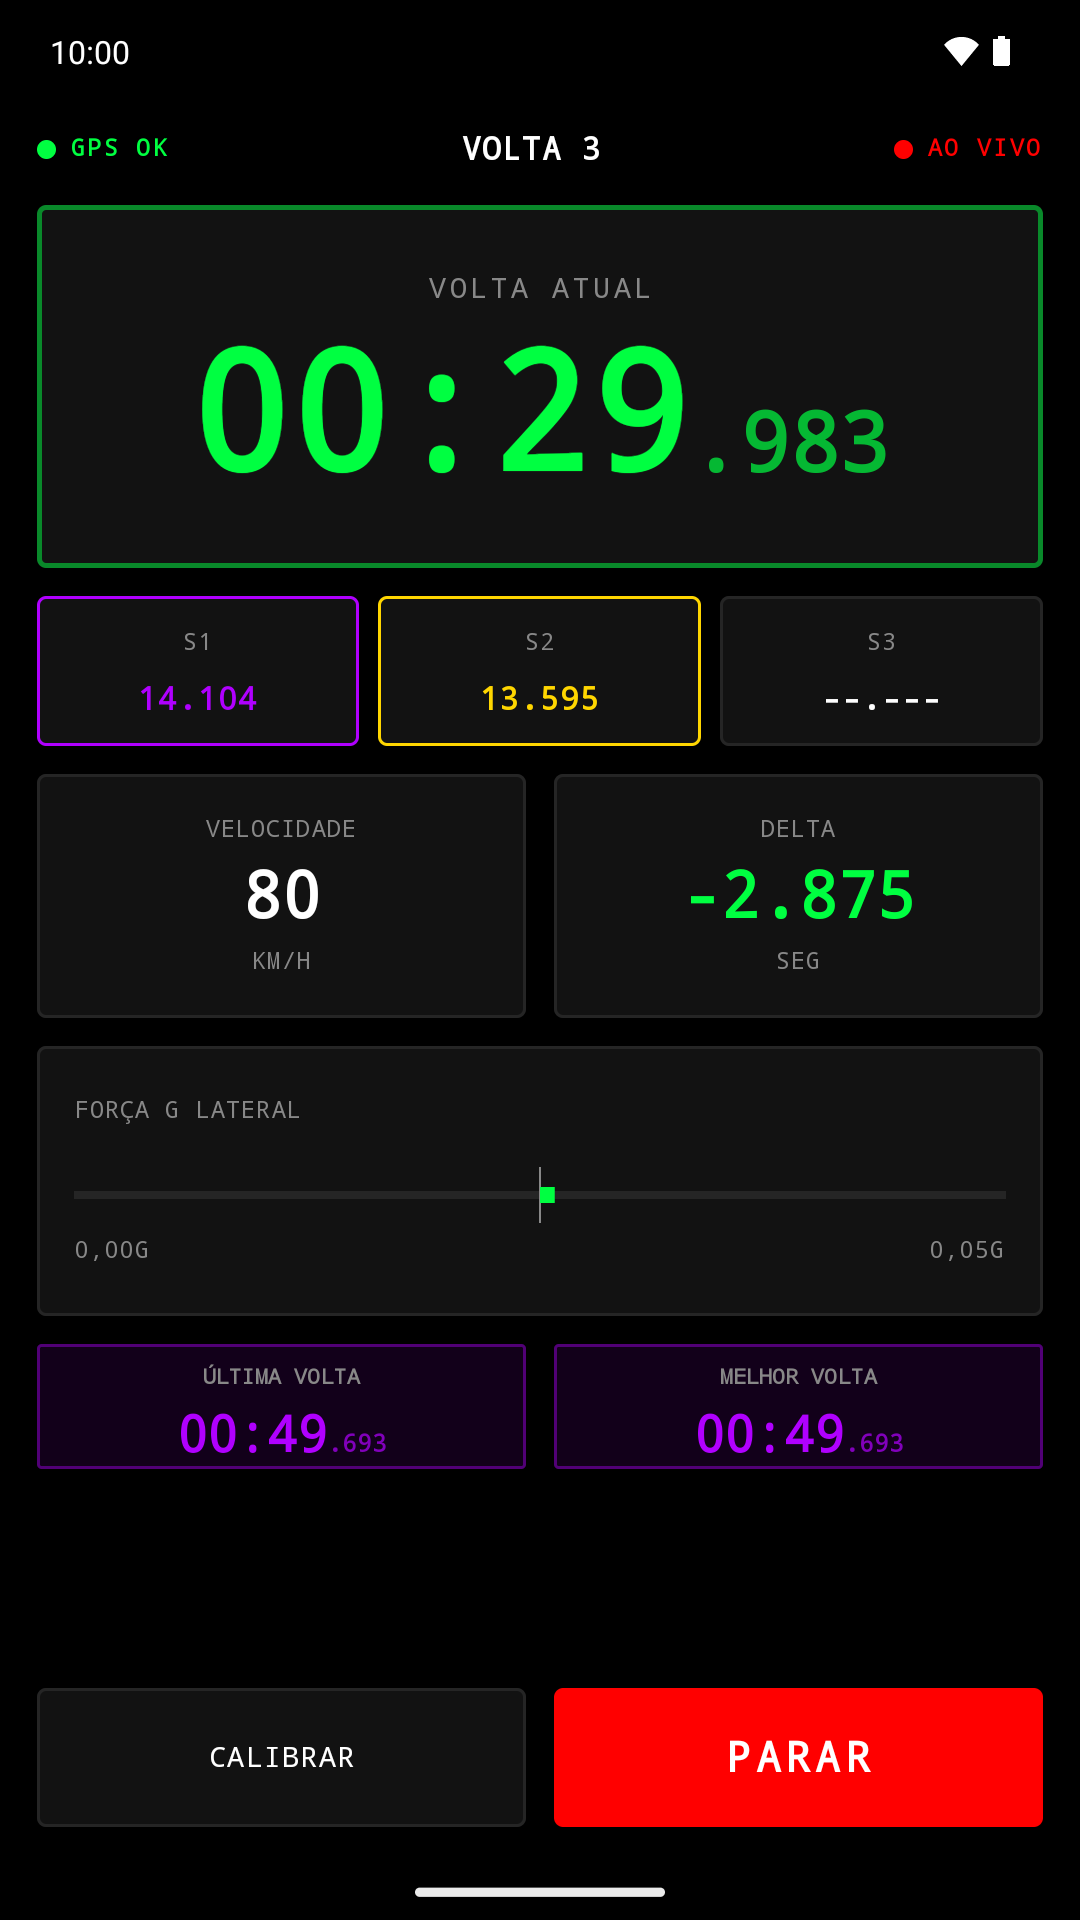 10:00
GPS OK
VOLTA 3
AO VIVO
VOLTA ATUAL
00:29.983
S1
S2
S3
14.104
13.595
--.---
VELOCIDADE
DELTA
80
-2.875
KM/H
SEG
FORÇA G LATERAL
0,00G
0,05G
ÚLTIMA VOLTA
MELHOR VOLTA
00:49.693
00:49.693
CALIBRAR
PARAR